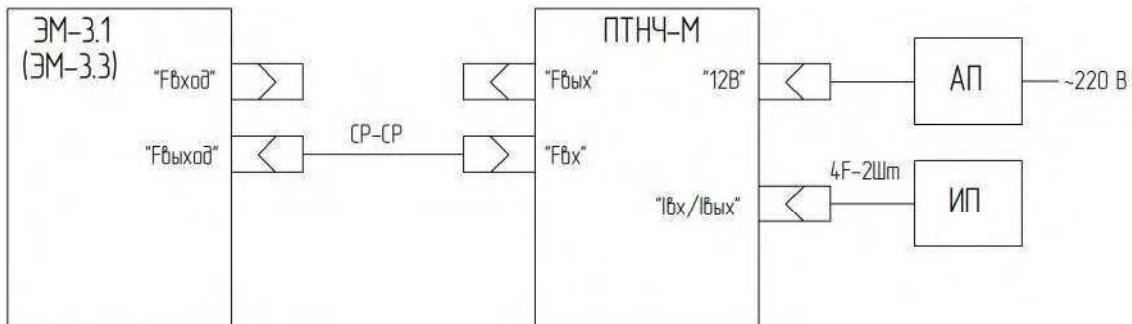 ЭМ-3.1
(ЭМ-3.3)
"Fвход"
"Fвыход"
СР-СР
ПТНЧ-М
"Fвых"
"Fвх"
"12В"
"Iвх/Iвых"
4F-2Шт
АП
~220 В
ИП